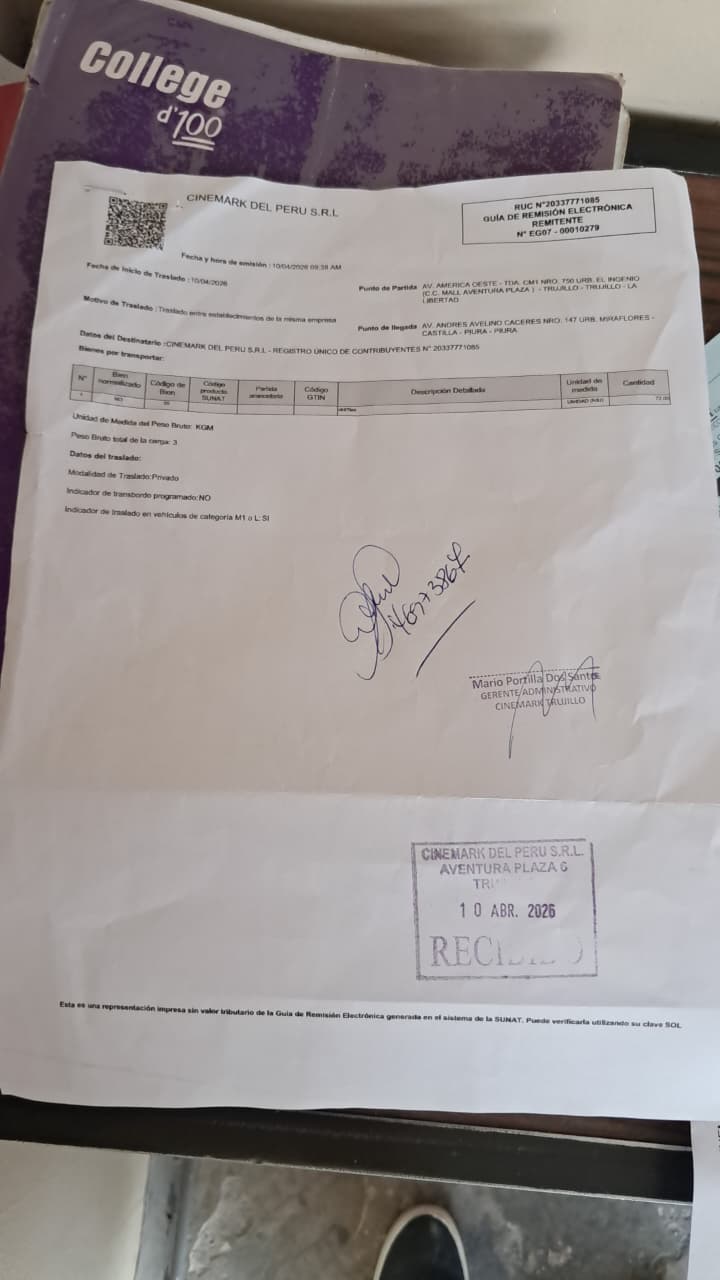 College
d'100
CINEMARK DEL PERU S.R.L
RUC N°20337771085
GUÍA DE REMISIÓN ELECTRÓNICA
REMITENTE
N° EG07 - 00010279
Fecha y hora de emisión : 10/04/2026 09:38 AM
Fecha de Inicio de Traslado : 10/04/2026
Punto de Partida : AV. AMERICA OESTE - TDA. CM1 NRO. 750 URB. EL INGENIO
(C.C. MALL AVENTURA PLAZA ) - TRUJILLO - TRUJILLO - LA
LIBERTAD
Motivo de Traslado : Traslado entre establecimientos de la misma empresa
Punto de llegada : AV. ANDRES AVELINO CACERES NRO. 147 URB. MIRAFLORES -
CASTILLA - PIURA - PIURA
Datos del Destinatario : CINEMARK DEL PERU S.R.L - REGISTRO ÚNICO DE CONTRIBUYENTES N° 20337771085
Bienes por transportar:
N° Bien normalizado Código de Bien Código producto SUNAT Partida arancelaria Código GTIN Descripción Detallada Unidad de medida Cantidad
1 NO UNIDAD
Unidad de Medida del Peso Bruto: KGM
Peso Bruto total de la carga: 3
Datos del traslado:
Modalidad de Traslado:Privado
Indicador de transbordo programado:NO
Indicador de traslado en vehículos de categoría M1 o L: SI
Mario Portilla Dos Santos
GERENTE ADMINISTRATIVO
CINEMARK TRUJILLO
CINEMARK DEL PERU S.R.L.
AVENTURA PLAZA 6
10 ABR. 2026
Esta es una representación impresa sin valor tributario de la Guía de Remisión Electrónica generada en el sistema de la SUNAT. Puede verificarla utilizando su clave SOL